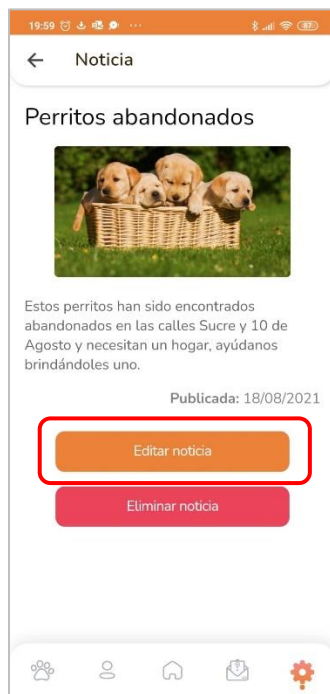 19:59
Noticia
Perritos abandonados
Estos perritos han sido encontrados
abandonados en las calles Sucre y 10 de
Agosto y necesitan un hogar, ayúdanos
brindándoles uno.
Publicada: 18/08/2021
Editar noticia
Eliminar noticia